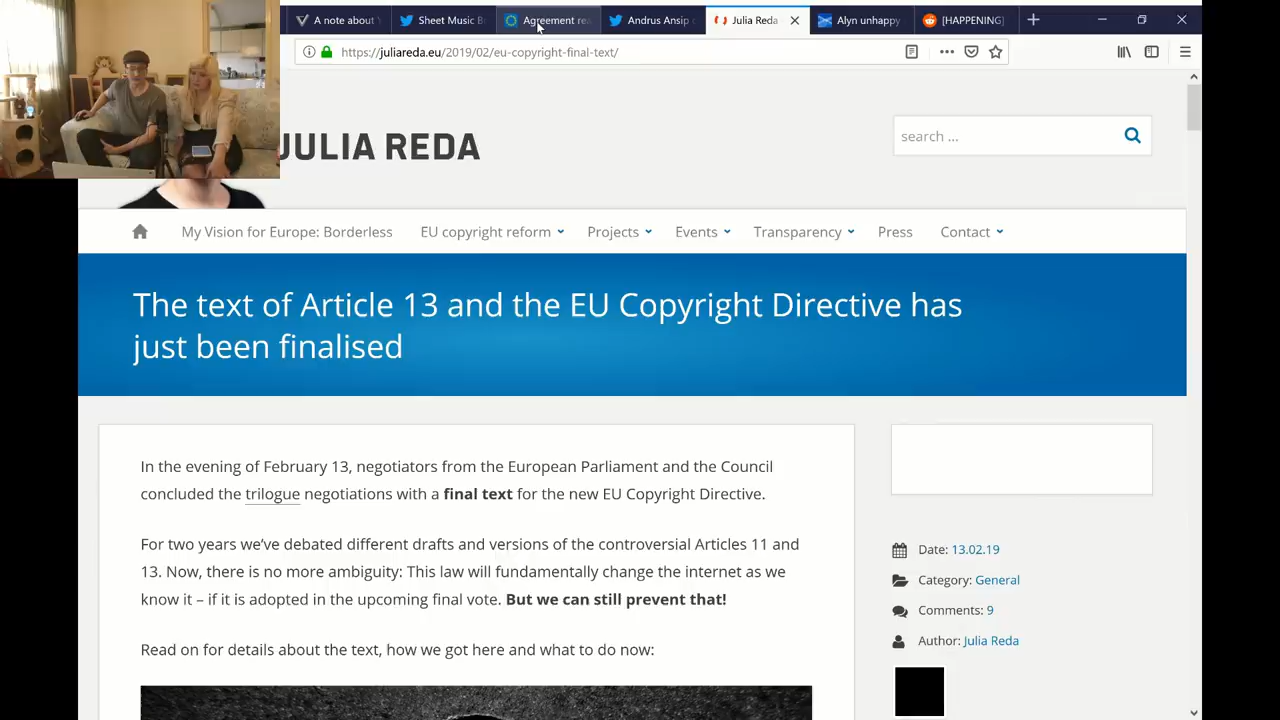 A note about Y
Sheet Music B
Agreement rea
Andrus Ansip o
Julia Reda
Alyn unhappy
[HAPPENING]
https://juliareda.eu/2019/02/eu-copyright-final-text/
JULIA REDA
search ...
My Vision for Europe: Borderless
EU copyright reform
Projects
Events
Transparency
Press
Contact
The text of Article 13 and the EU Copyright Directive has
just been finalised
In the evening of February 13, negotiators from the European Parliament and the Council
concluded the trilogue negotiations with a final text for the new EU Copyright Directive.
For two years we've debated different drafts and versions of the controversial Articles 11 and
13. Now, there is no more ambiguity: This law will fundamentally change the internet as we
know it – if it is adopted in the upcoming final vote. But we can still prevent that!
Read on for details about the text, how we got here and what to do now:
Date: 13.02.19
Category: General
Comments: 9
Author: Julia Reda